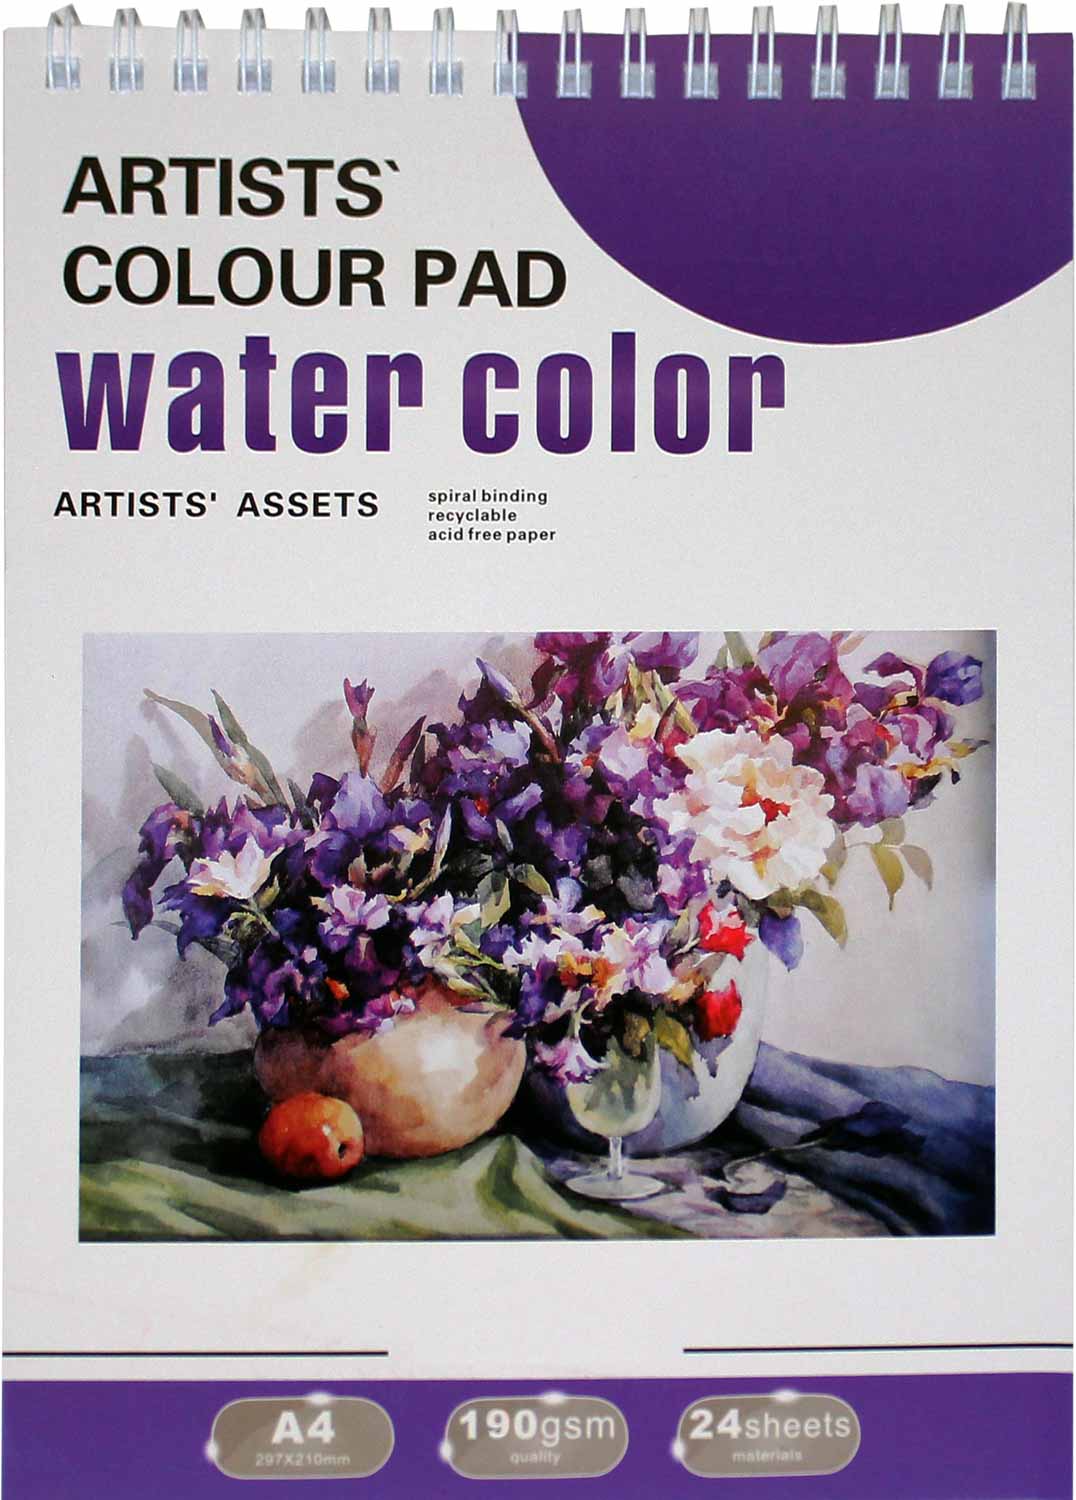 ARTISTS`
COLOUR PAD
water color
ARTISTS' ASSETS
spiral binding
recyclable
acid free paper
A4
297X210mm
190gsm
quality
24sheets
materials